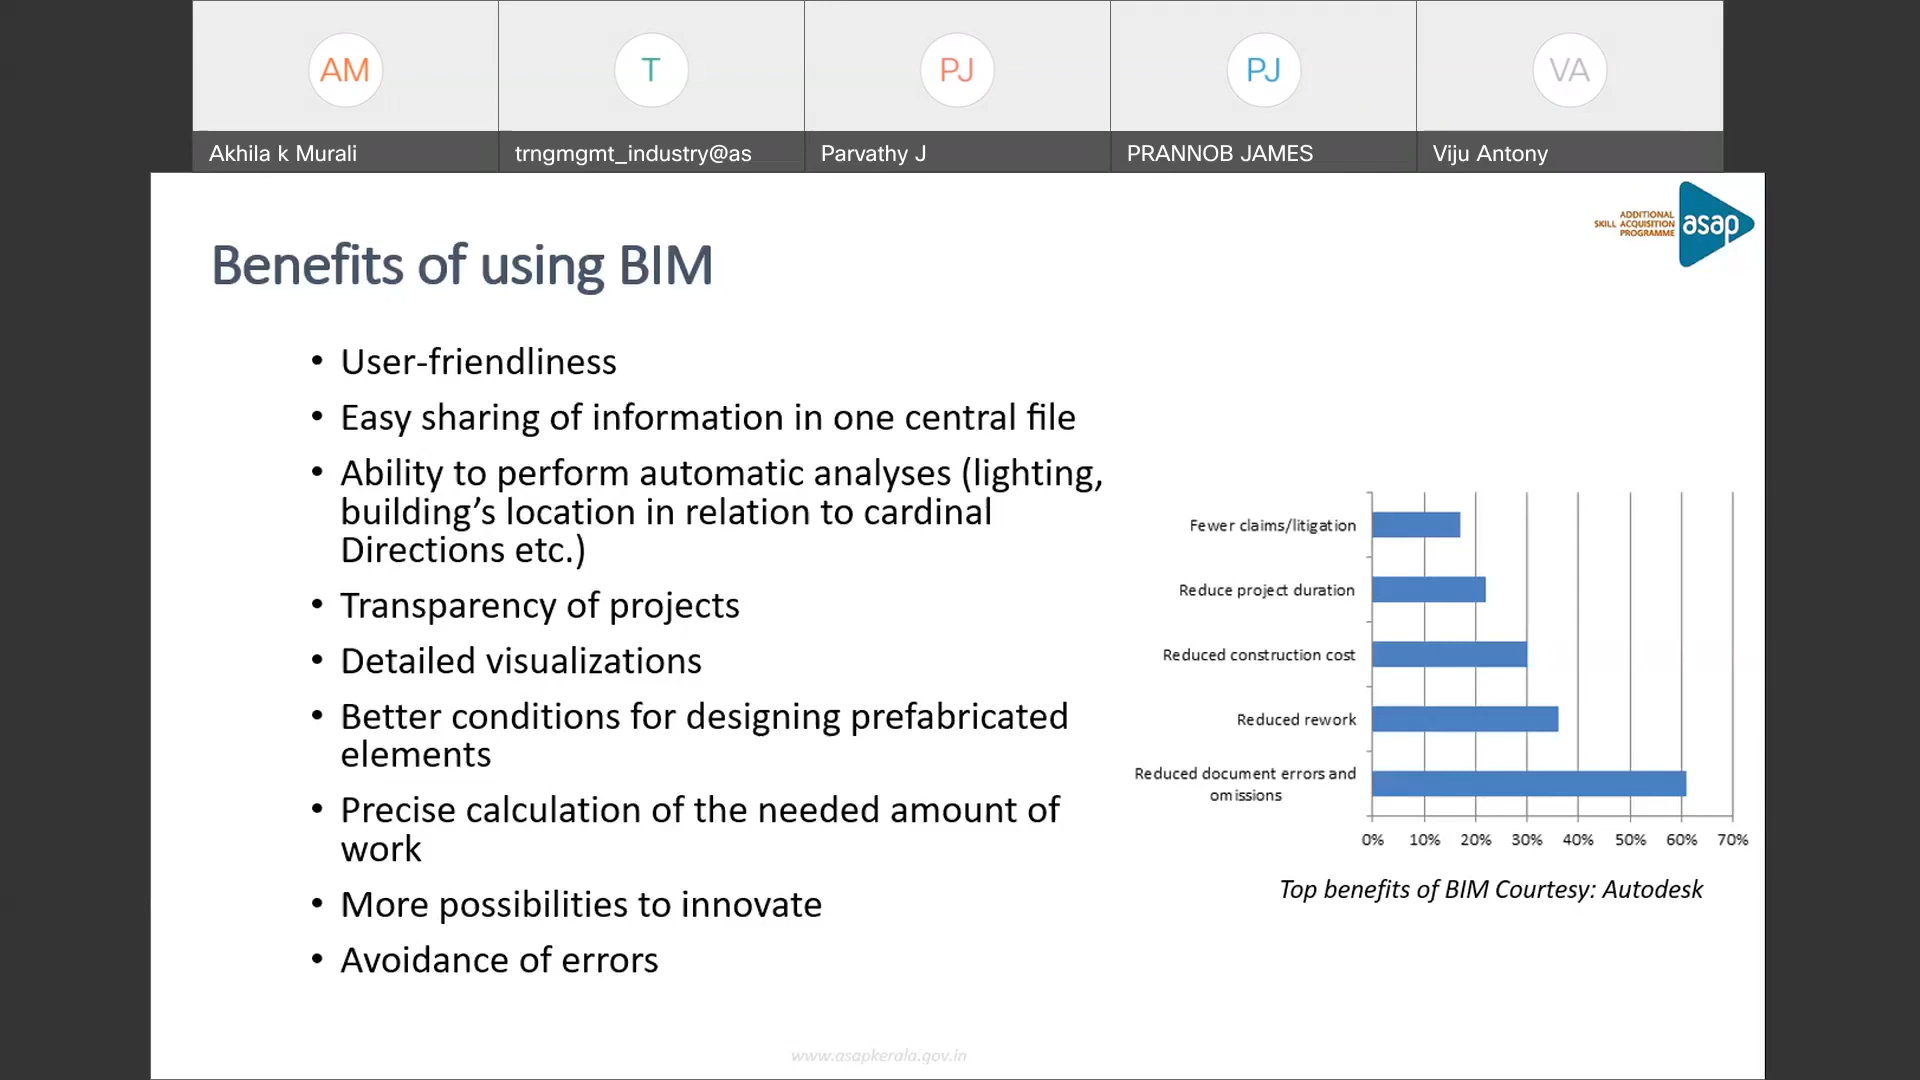 AM
T
PJ
PJ
VA
Akhila k Murali
trngmgmt_industry@as
Parvathy J
PRANNOB JAMES
Viju Antony
ADDITIONAL
SKILL ACQUISITION
PROGRAMME
asap
Benefits of using BIM
• User-friendliness
• Easy sharing of information in one central file
• Ability to perform automatic analyses (lighting,
building’s location in relation to cardinal
Directions etc.)
• Transparency of projects
• Detailed visualizations
• Better conditions for designing prefabricated
elements
• Precise calculation of the needed amount of
work
• More possibilities to innovate
• Avoidance of errors
Fewer claims/litigation
Reduce project duration
Reduced construction cost
Reduced rework
Reduced document errors and
omissions
0% 10% 20% 30% 40% 50% 60% 70%
Top benefits of BIM Courtesy: Autodesk
www.asapkerala.gov.in